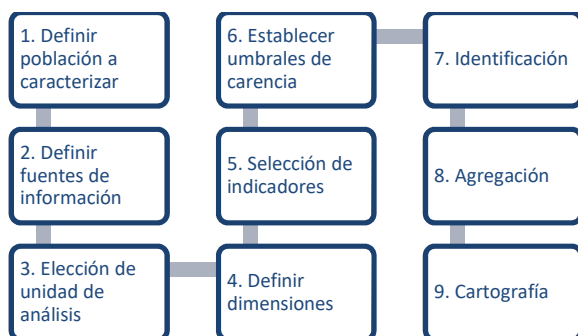 1. Definir
población a
caracterizar
2. Definir
fuentes de
información
3. Elección de
unidad de
análisis
4. Definir
dimensiones
5. Selección de
indicadores
6. Establecer
umbrales de
carencia
7. Identificación
8. Agregación
9. Cartografía